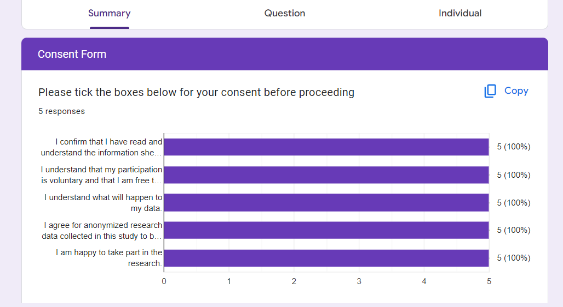 Summary Question Individual
Consent Form
Please tick the boxes below for your consent before proceeding
Copy
5 responses
I confirm that I have read and
understand the information she...
5 (100%)
I understand that my participation
is voluntary and that I am free t...
5 (100%)
I understand what will happen to
my data.
5 (100%)
I agree for anonymized research
data collected in this study to b...
5 (100%)
I am happy to take part in the
research.
5 (100%)
0 1 2 3 4 5